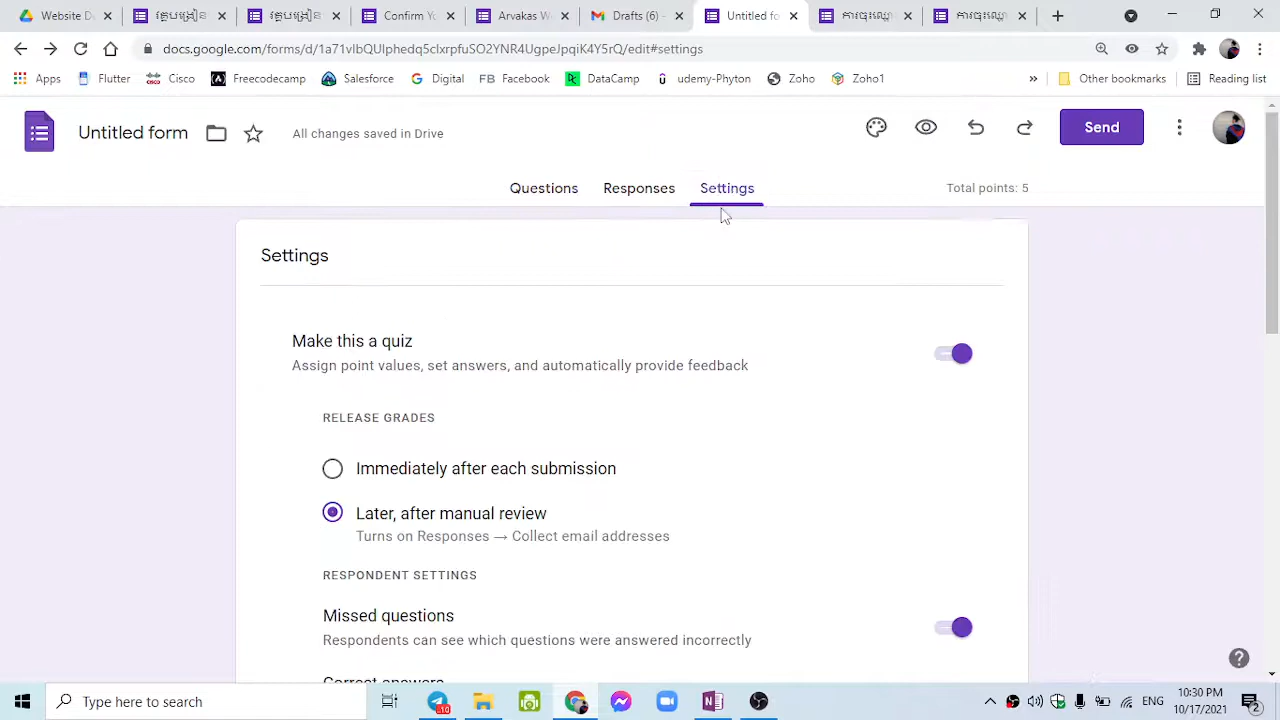 Website D
Confirm Yo
Arvakas W
Drafts (6) -
Untitled fo
docs.google.com/forms/d/1a71vIbQUlphedq5clxrpfuSO2YNR4UgpeJpqiK4Y5rQ/edit#settings
Apps
Flutter
Cisco
Freecodecamp
Salesforce
Digital
FB Facebook
DataCamp
udemy-Phyton
Zoho
Zoho1
»
Other bookmarks
Reading list
Untitled form
All changes saved in Drive
Send
Questions
Responses
Settings
Total points: 5
Settings
Make this a quiz
Assign point values, set answers, and automatically provide feedback
RELEASE GRADES
Immediately after each submission
Later, after manual review
Turns on Responses → Collect email addresses
RESPONDENT SETTINGS
Missed questions
Respondents can see which questions were answered incorrectly
Correct answers
Type here to search
ENG
10:30 PM
10/17/2021